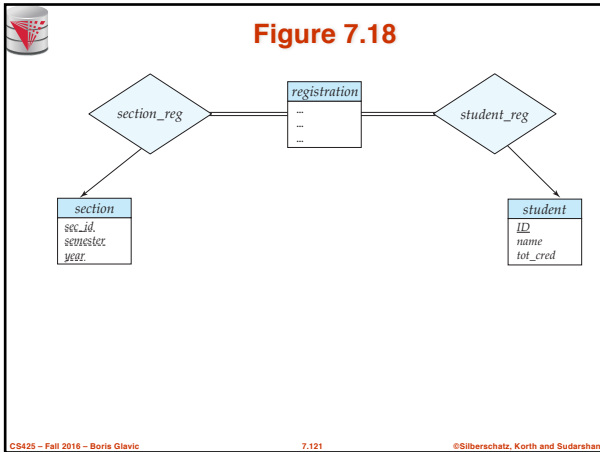 Figure 7.18
registration
...
...
...
section_reg
student_reg
section
sec_id
semester
year
student
ID
name
tot_cred
CS425 – Fall 2016 – Boris Glavic
7.121
©Silberschatz, Korth and Sudarshan